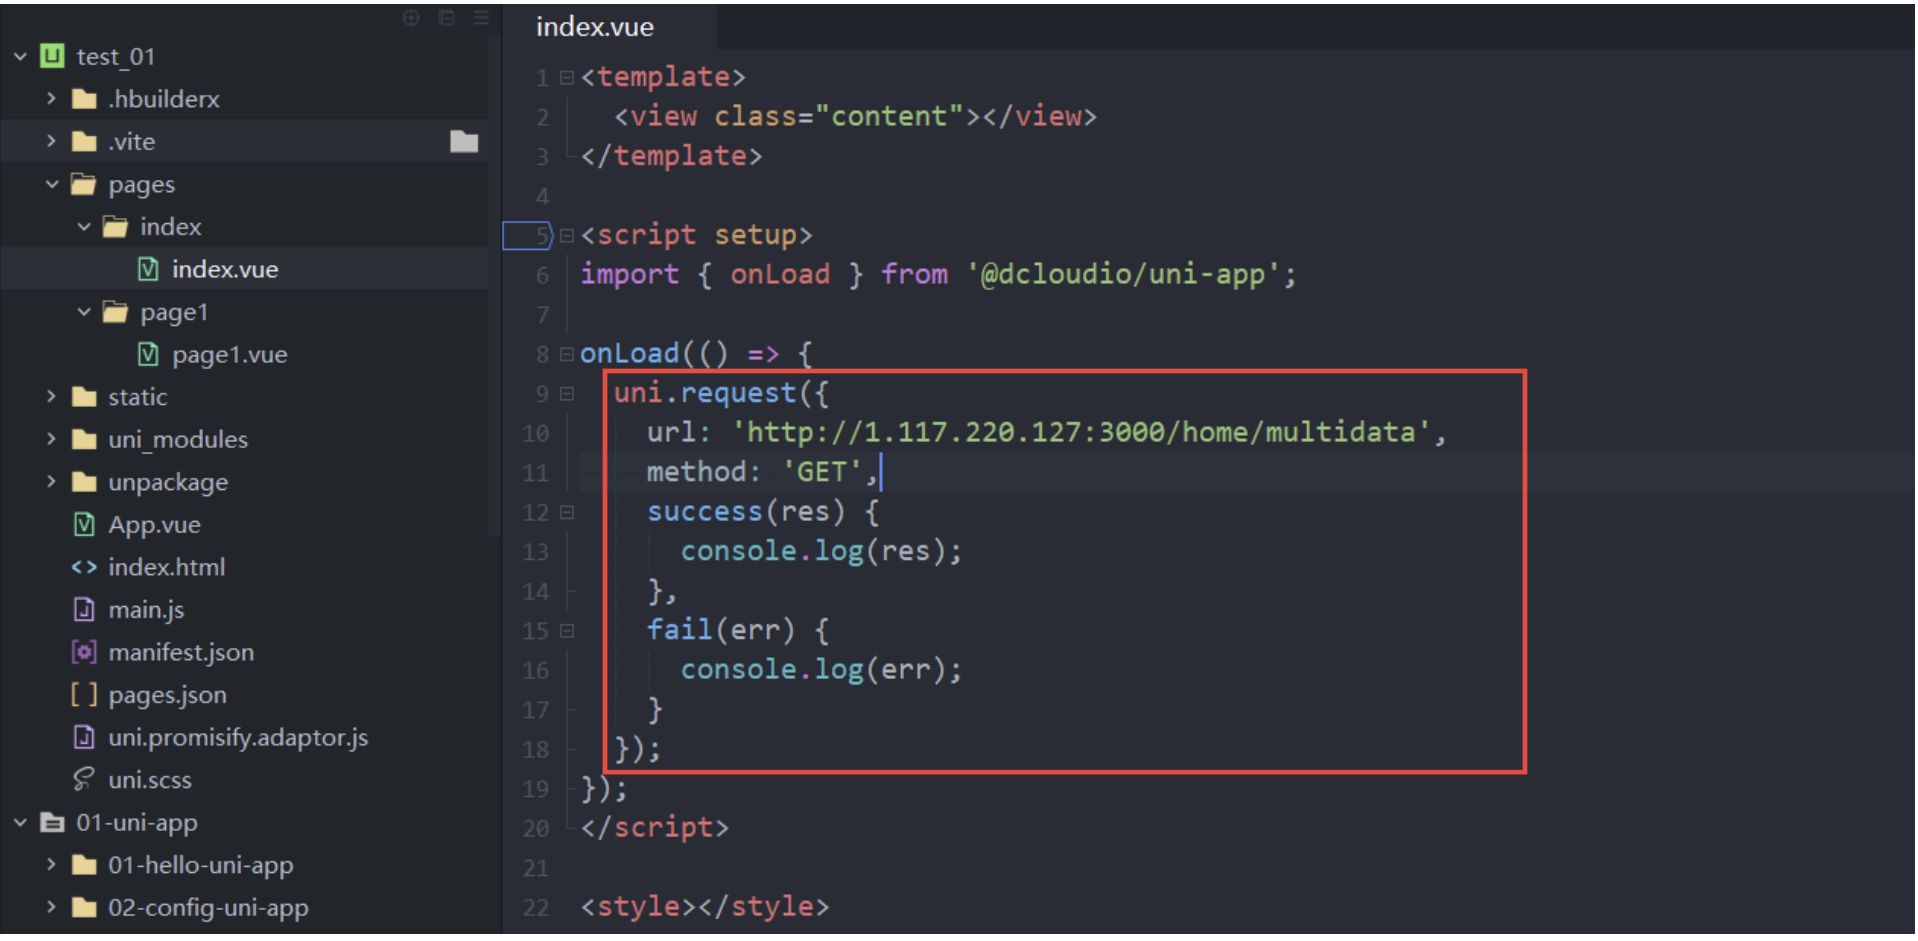 test_01
.hbuilderx
.vite
pages
index
index.vue
page1
page1.vue
static
uni_modules
unpackage
App.vue
index.html
main.js
manifest.json
pages.json
uni.promisify.adaptor.js
uni.scss
01-uni-app
01-hello-uni-app
02-config-uni-app
index.vue
1 <template>
2   <view class="content"></view>
3 </template>
4
5 <script setup>
6 import { onLoad } from '@dcloudio/uni-app';
7
8 onLoad(() => {
9   uni.request({
10     url: 'http://1.117.220.127:3000/home/multidata',
11     method: 'GET',
12     success(res) {
13       console.log(res);
14     },
15     fail(err) {
16       console.log(err);
17     }
18   });
19 });
20 </script>
21
22 <style></style>